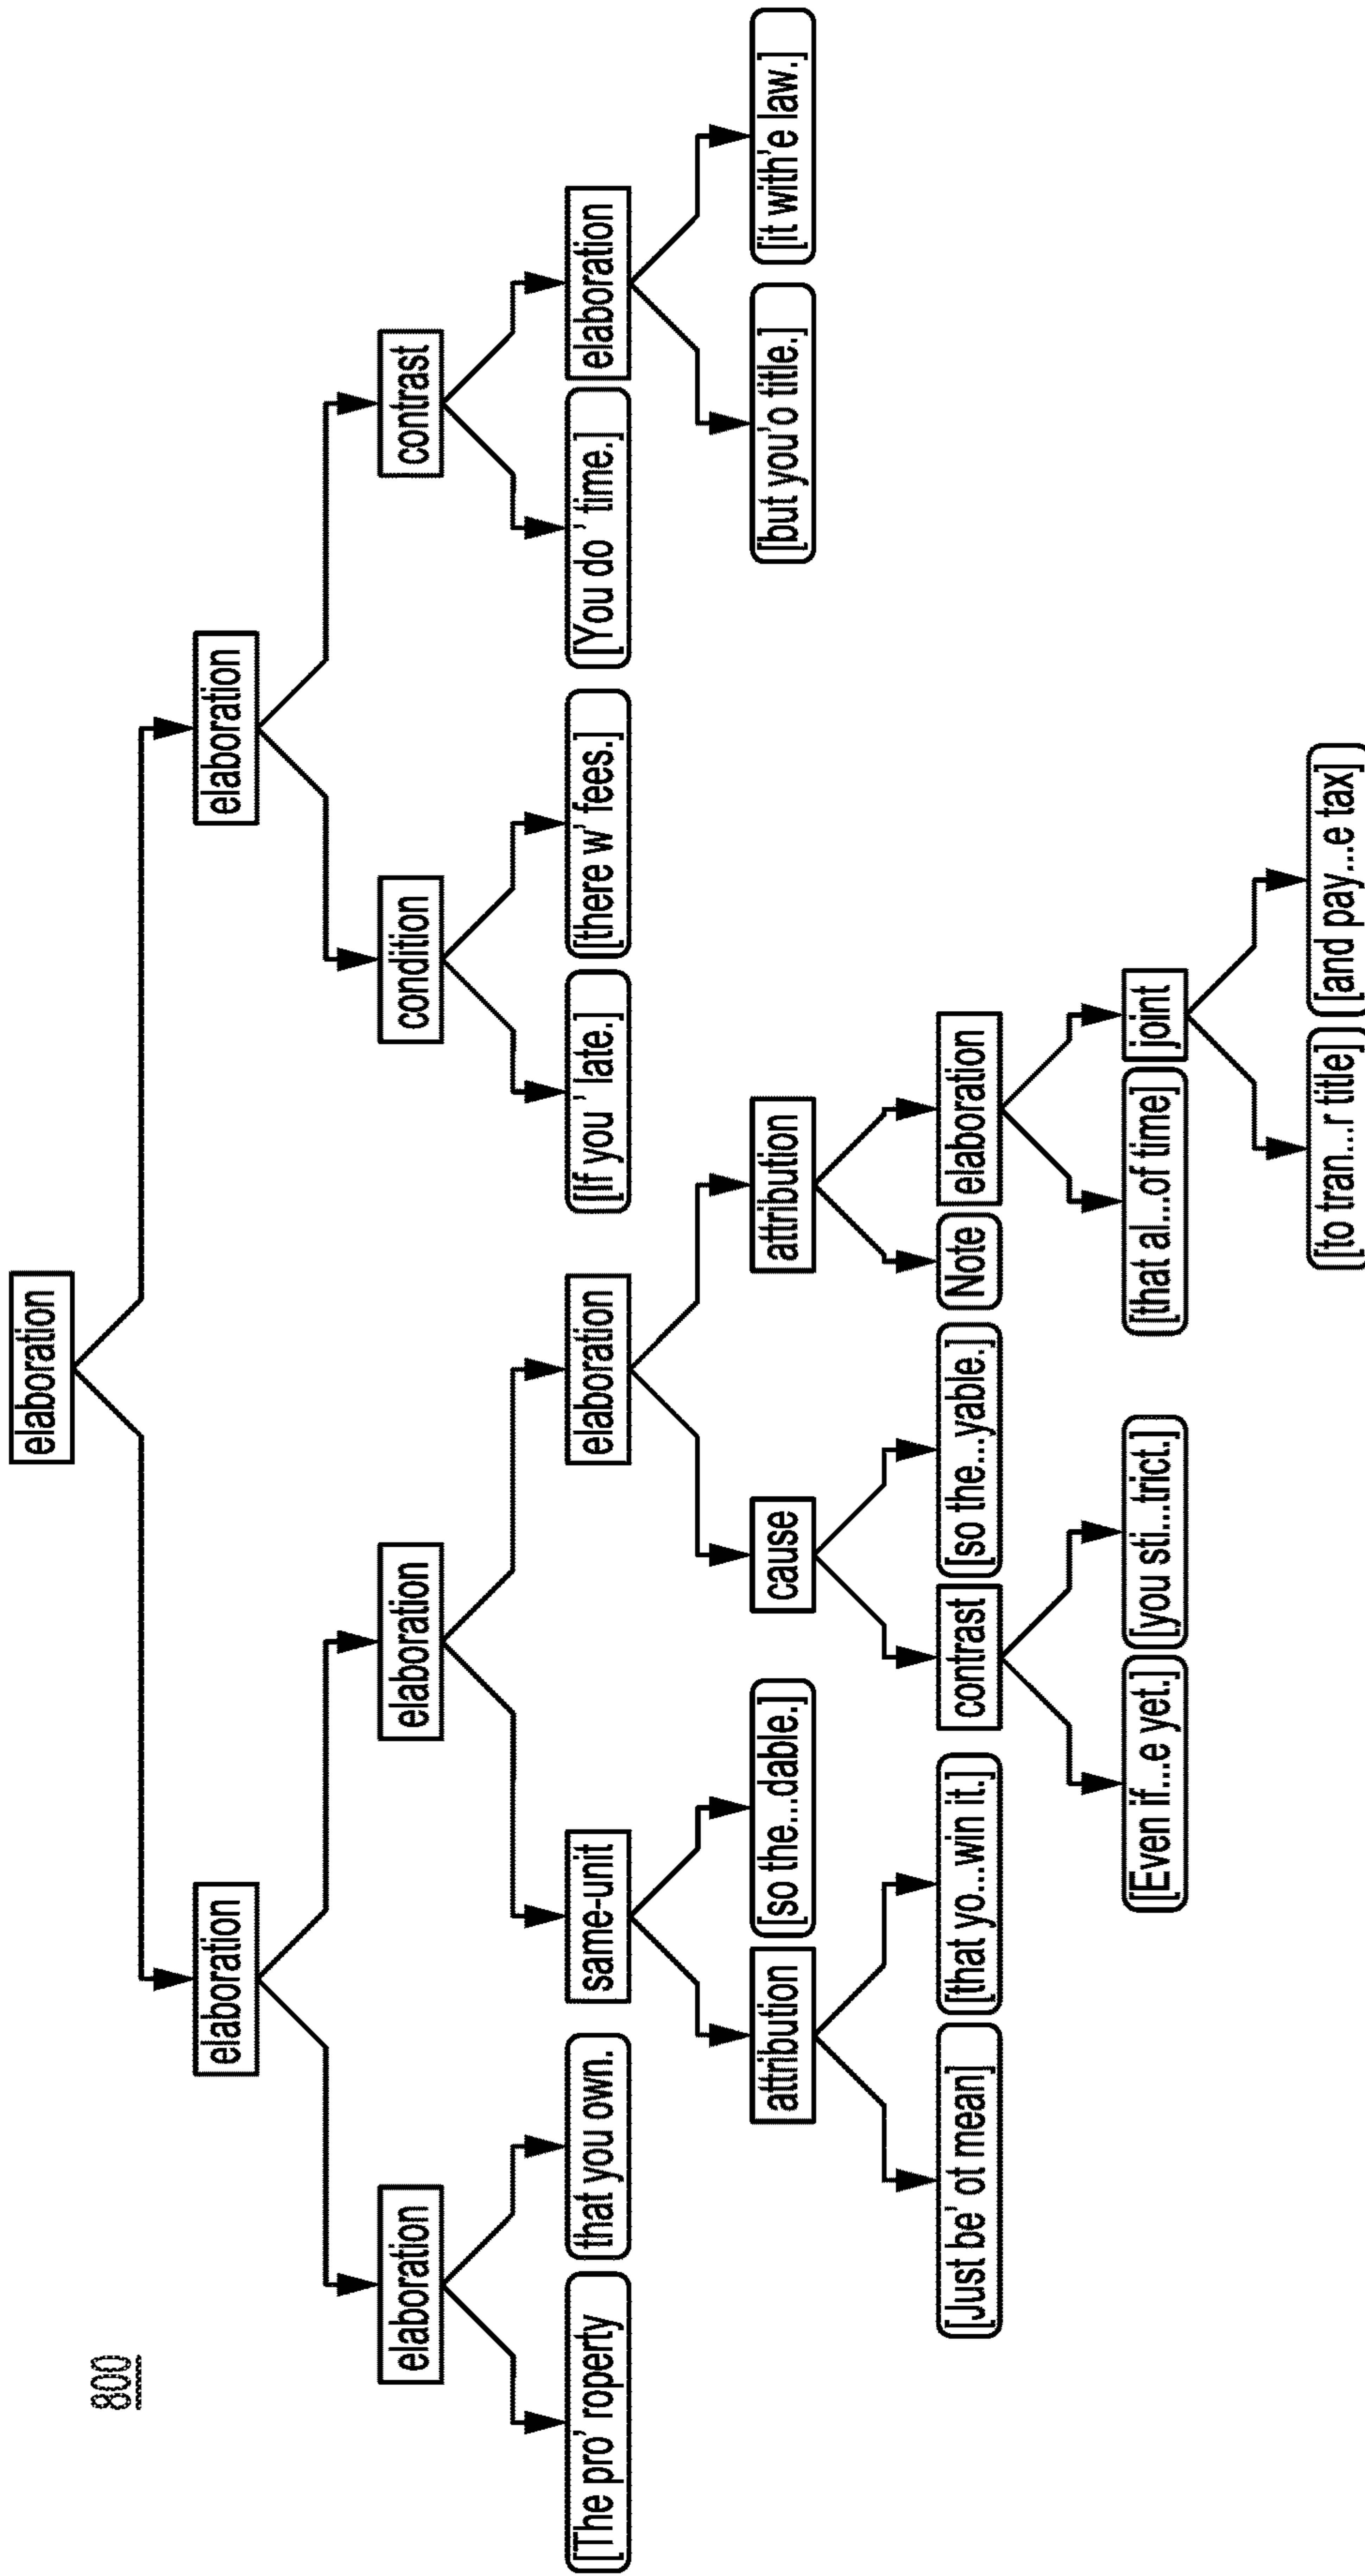 800
elaboration
elaboration
elaboration
elaboration
elaboration
condition
contrast
[The pro' roperty
that you own.
same-unit
elaboration
[If you ' late.]
[there w' fees.]
[You do ' time.]
elaboration
attribution
[so the...dable.]
cause
attribution
[but you'o title.]
[it with'e law.]
[Just be' ot mean]
[that yo...win it.]
contrast
[so the...yable.]
Note
elaboration
[Even if...e yet.]
[you sti...trict.]
[that al...of time]
joint
[to tran...r title]
[and pay...e tax]